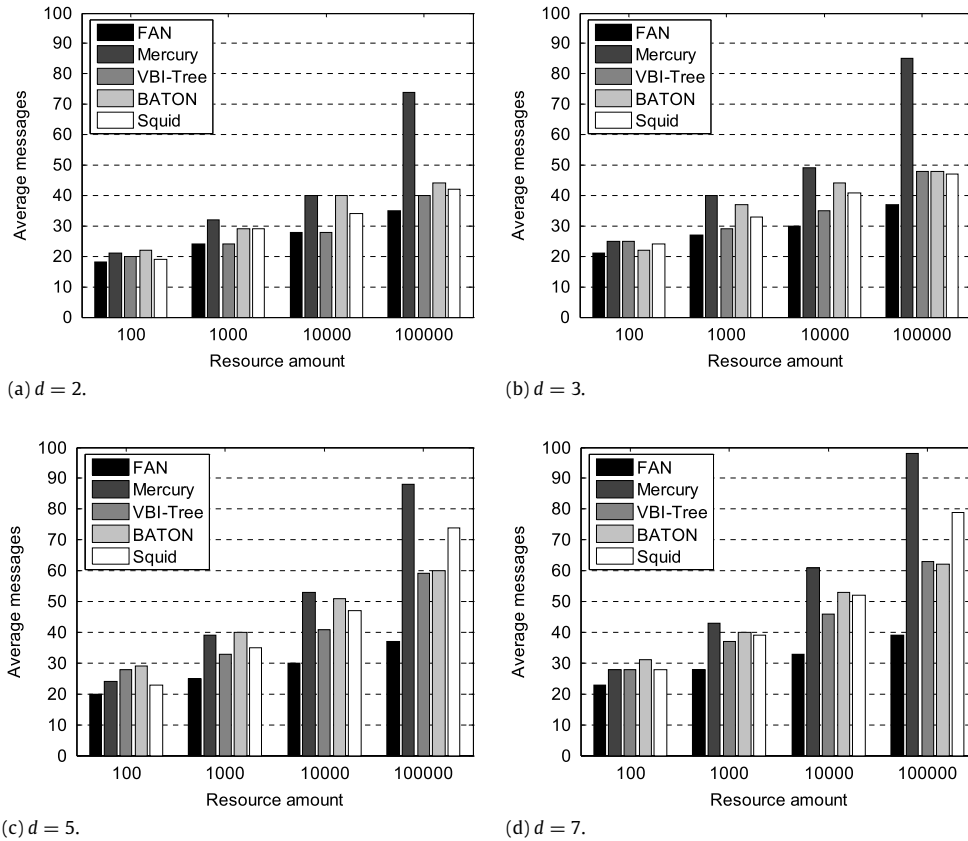 100
90
80
70
60
50
40
30
20
10
0
Average messages
FAN
Mercury
VBI-Tree
BATON
Squid
100 1000 10000 100000
Resource amount
(a) d = 2.
100
90
80
70
60
50
40
30
20
10
0
Average messages
FAN
Mercury
VBI-Tree
BATON
Squid
100 1000 10000 100000
Resource amount
(b) d = 3.
100
90
80
70
60
50
40
30
20
10
0
Average messages
FAN
Mercury
VBI-Tree
BATON
Squid
100 1000 10000 100000
Resource amount
(c) d = 5.
100
90
80
70
60
50
40
30
20
10
0
Average messages
FAN
Mercury
VBI-Tree
BATON
Squid
100 1000 10000 100000
Resource amount
(d) d = 7.